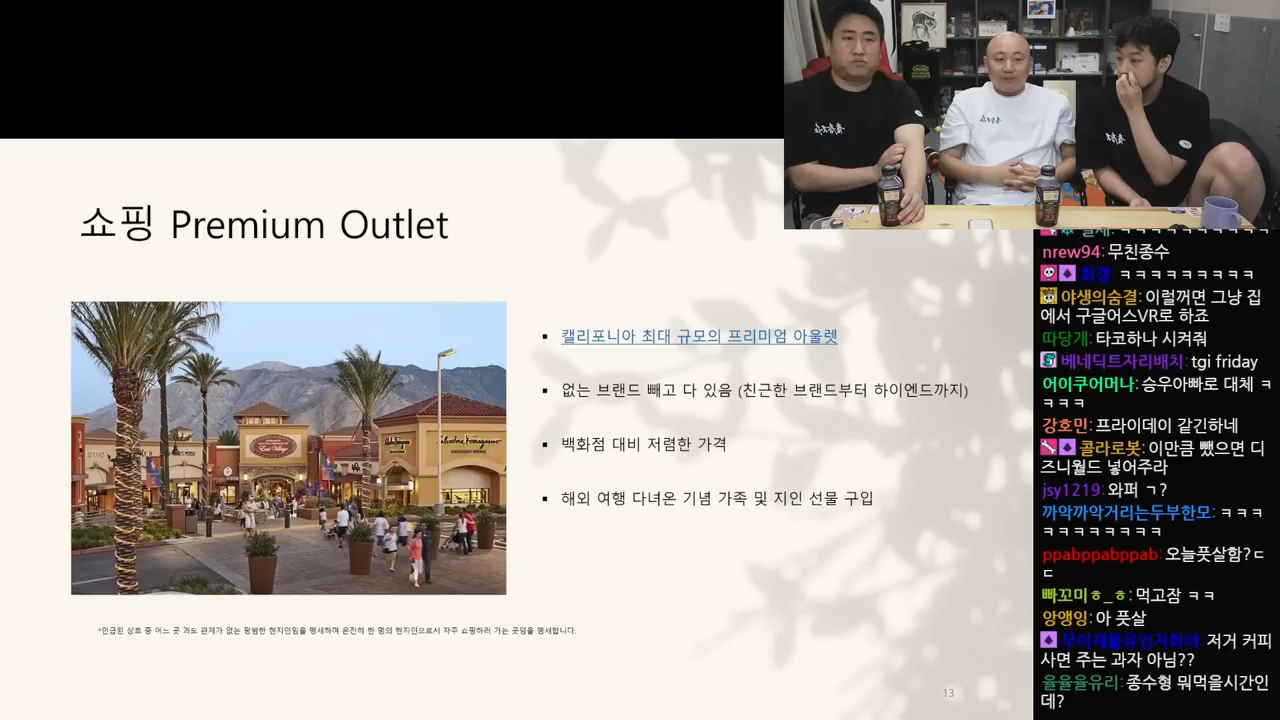 쇼핑 Premium Outlet
▪ 캘리포니아 최대 규모의 프리미엄 아울렛
▪ 없는 브랜드 빼고 다 있음 (친근한 브랜드부터 하이엔드까지)
▪ 백화점 대비 저렴한 가격
▪ 해외 여행 다녀온 기념 가족 및 지인 선물 구입
*언급된 상호 중 어느 곳 과도 관계가 없는 평범한 현지인임을 맹세하며 온전히 한 명의 현지인으로서 자주 쇼핑하러 가는 곳임을 맹세합니다.
13
East Village
Salvatore Ferragamo
nrew94: 무친종수
ㅋㅋㅋㅋㅋㅋㅋㅋㅋ
야생의숨결: 이럴꺼면 그냥 집
에서 구글어스VR로 하죠
따당개: 타코하나 시켜줘
베네딕트자리배치: tgi friday
어이쿠어머나: 승우아빠로 대체 ㅋ
ㅋㅋㅋ
강호민: 프라이데이 같긴하네
콜라로봇: 이만큼 뺐으면 디
즈니월드 넣어주라
jsy1219: 와퍼 ㄱ?
까악까악거리는두부한모: ㅋㅋㅋ
ㅋㅋㅋㅋㅋㅋㅋㅋ
ppabppabppab: 오늘풋살함?ㄷ
ㄷ
빠꼬미ㅎ_ㅎ: 먹고잠 ㅋㅋ
앙앵잉: 아 풋살
저거 커피
사면 주는 과자 아님??
율율율유리: 종수형 뭐먹을시간인
데?